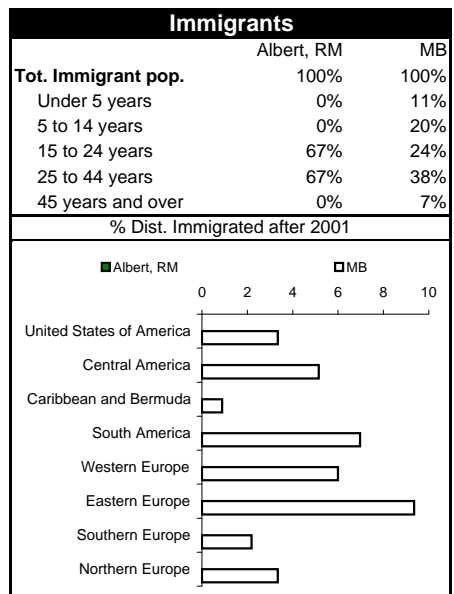 Immigrants
Albert, RM MB
Tot. Immigrant pop. 100% 100%
Under 5 years 0% 11%
5 to 14 years 0% 20%
15 to 24 years 67% 24%
25 to 44 years 67% 38%
45 years and over 0% 7%
% Dist. Immigrated after 2001
Albert, RM MB
0 2 4 6 8 10
United States of America
Central America
Caribbean and Bermuda
South America
Western Europe
Eastern Europe
Southern Europe
Northern Europe